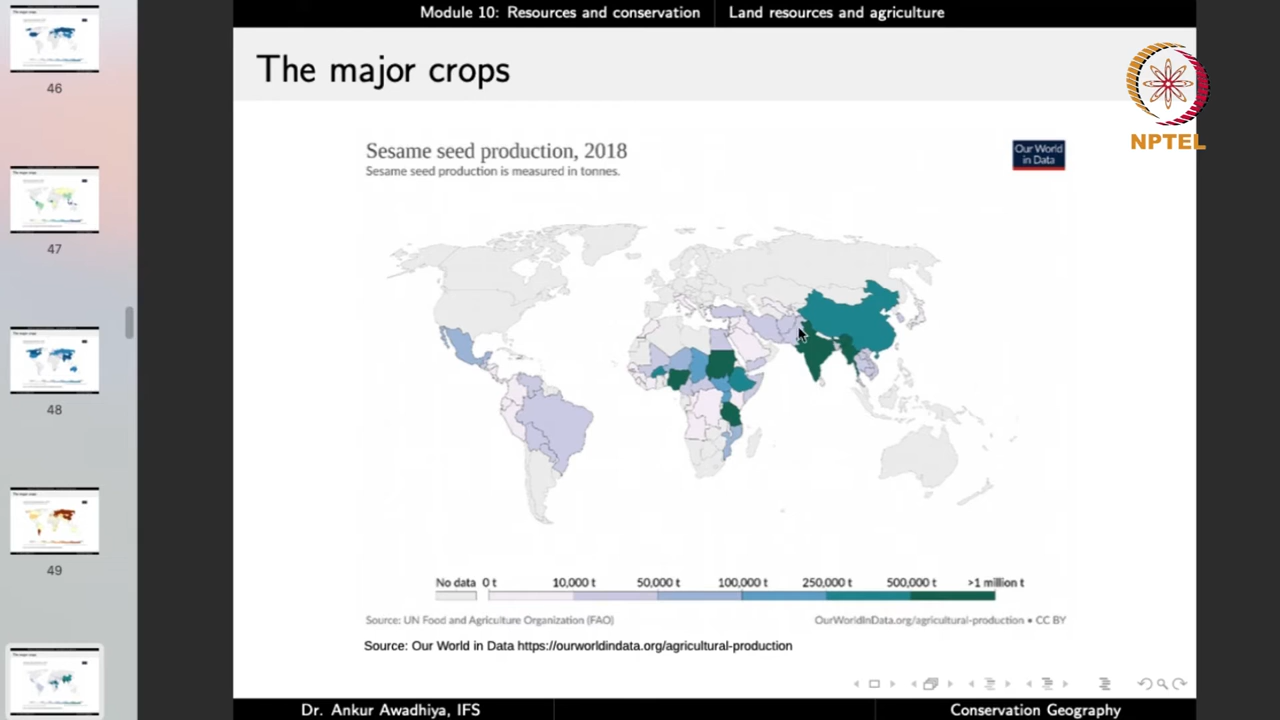 Module 10: Resources and conservation Land resources and agriculture
The major crops
NPTEL
Sesame seed production, 2018
Sesame seed production is measured in tonnes.
Our World
in Data
46
47
48
49
No data 0 t 10,000 t 50,000 t 100,000 t 250,000 t 500,000 t >1 million t
Source: UN Food and Agriculture Organization (FAO) OurWorldInData.org/agricultural-production • CC BY
Source: Our World in Data https://ourworldindata.org/agricultural-production
Dr. Ankur Awadhiya, IFS Conservation Geography